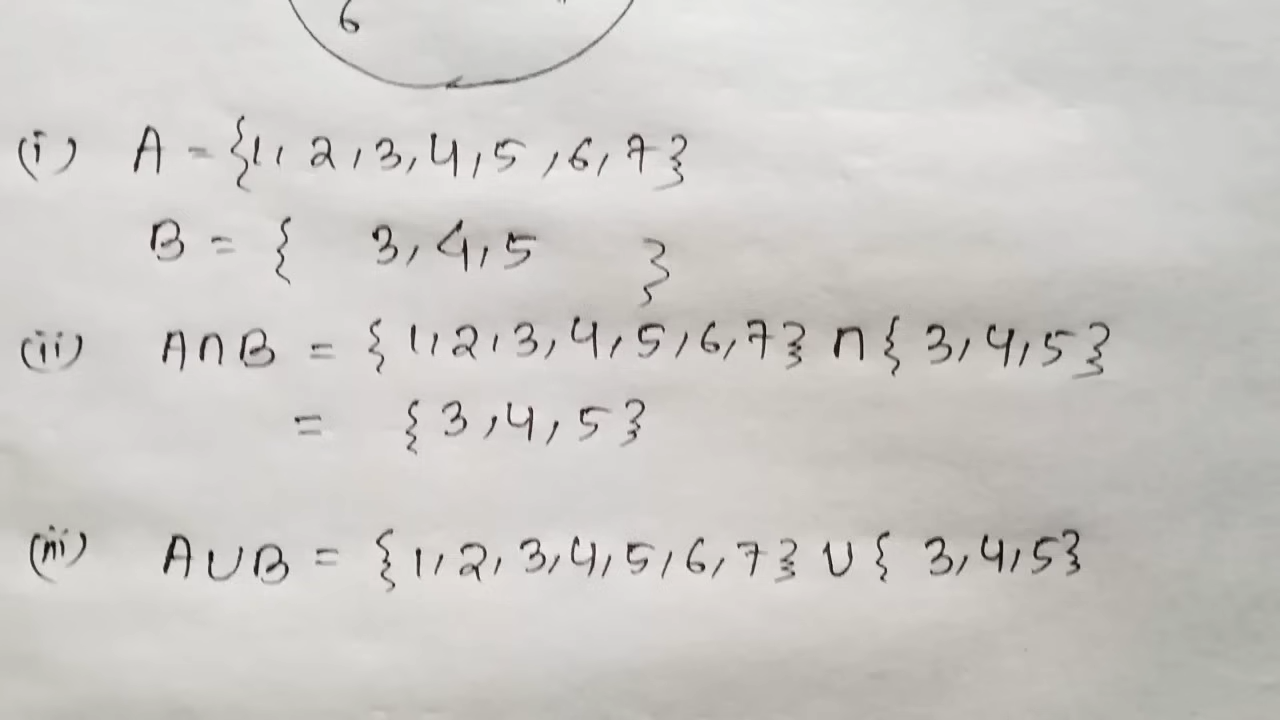 6
(i) A = {1, 2, 3, 4, 5, 6, 7}
B = { 3, 4, 5 }
(ii) A∩B = {1, 2, 3, 4, 5, 6, 7} ∩ { 3, 4, 5}
= {3, 4, 5}
(iii) A∪B = {1, 2, 3, 4, 5, 6, 7} ∪ { 3, 4, 5}